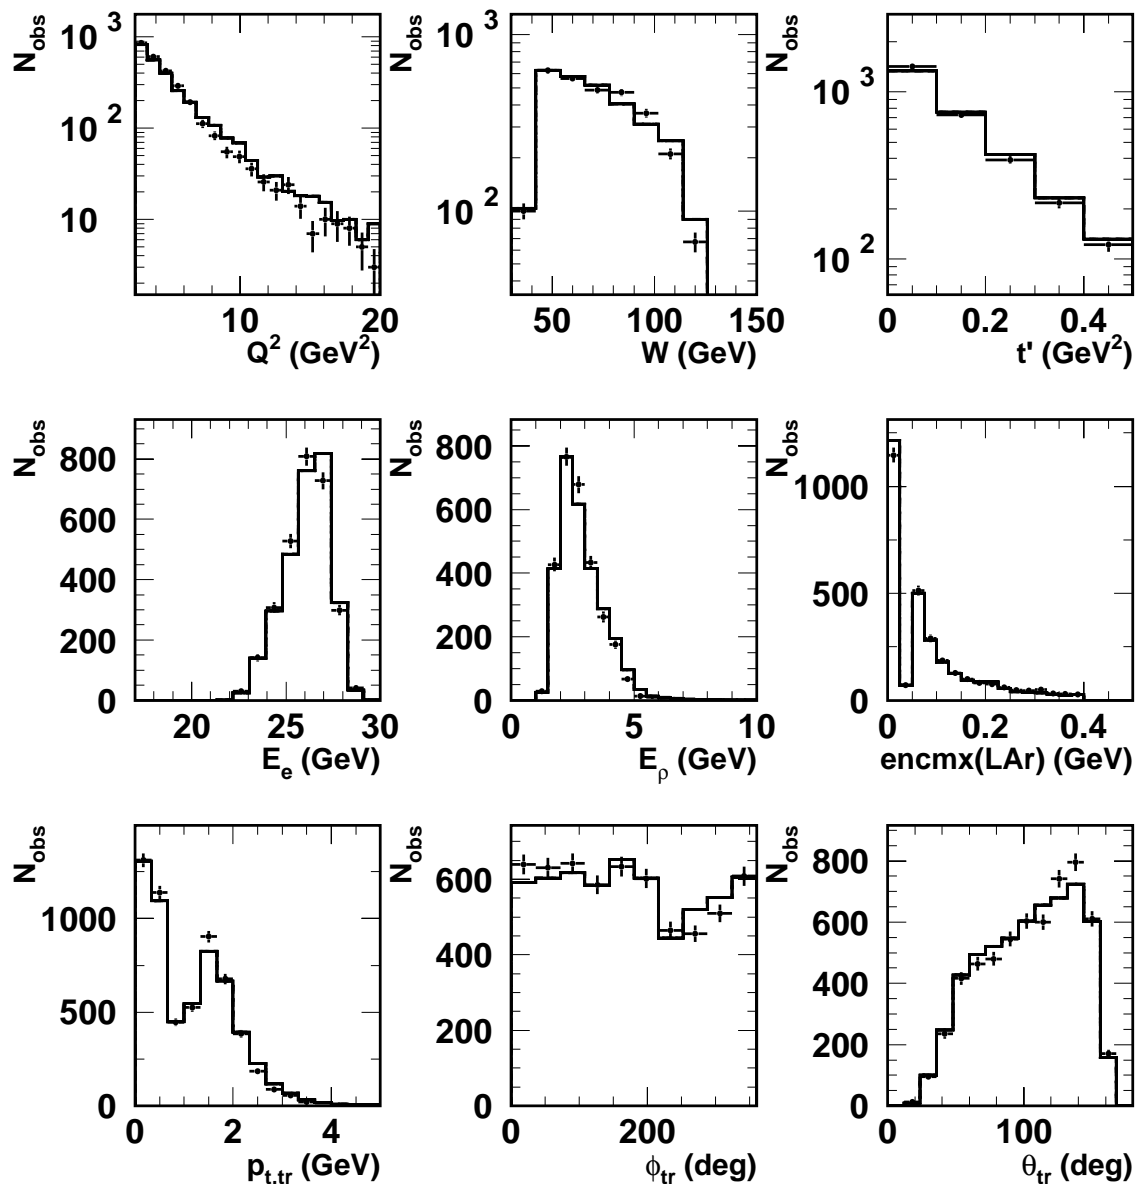 N_obs
10^3
10^2
10
10 20
Q^2 (GeV^2)
N_obs
10^3
10^2
50 100 150
W (GeV)
N_obs
10^3
10^2
0 0.2 0.4
t' (GeV^2)
N_obs
800
600
400
200
0
20 25 30
E_e (GeV)
N_obs
800
600
400
200
0
0 5 10
E_ρ (GeV)
N_obs
1000
500
0
0 0.2 0.4
encmx(LAr) (GeV)
N_obs
1000
500
0
0 2 4
p_t,tr (GeV)
N_obs
600
400
200
0
0 200
ϕ_tr (deg)
N_obs
800
600
400
200
0
0 100
θ_tr (deg)